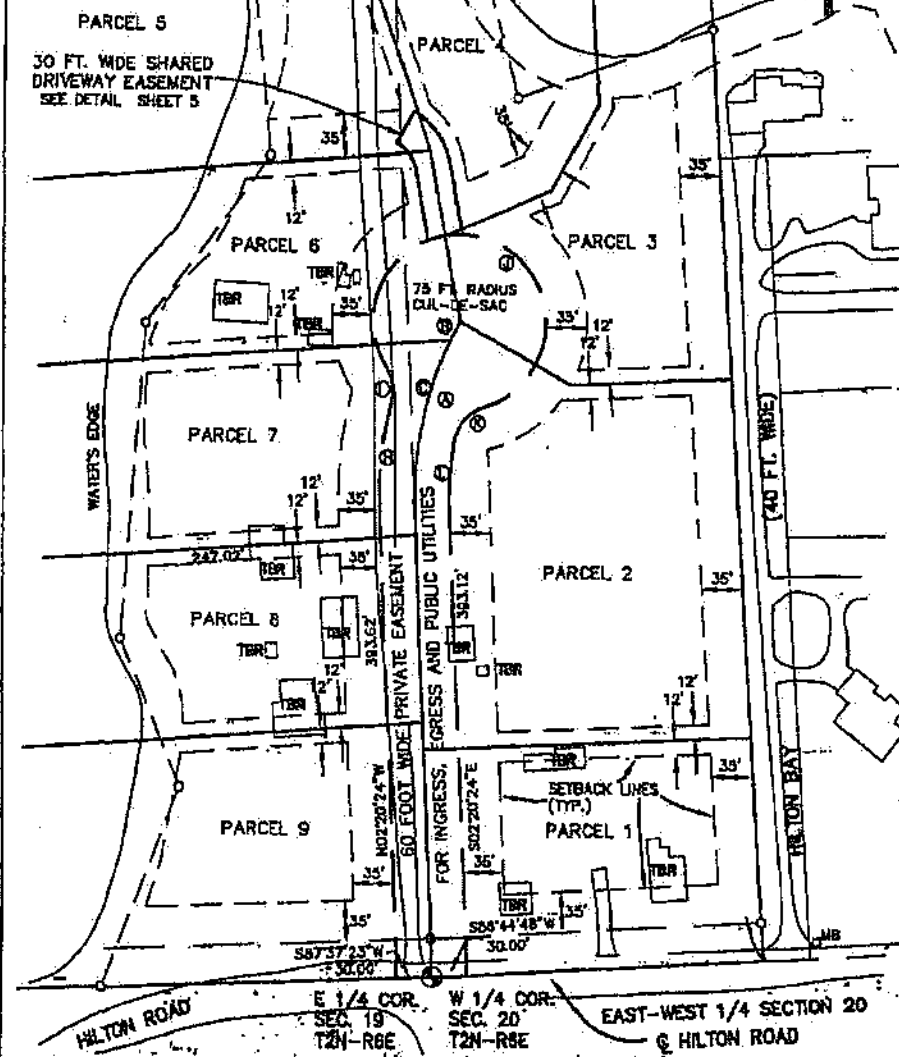 PARCEL 5
30 FT. WIDE SHARED
DRIVEWAY EASEMENT
SEE DETAIL SHEET 5
PARCEL 4
35'
35'
12'
PARCEL 6
TBR
TBR
12'
12'
TBR
35'
75 FT. RADIUS
CUL-DE-SAC
PARCEL 3
35'
12'
12'
J
B
C
A
K
WATER'S EDGE
PARCEL 7
12'
12'
35'
35'
(40 FT. WIDE)
247.02'
TBR
35'
PARCEL 8
TBR
TBR
393.62'
12'
12'
TBR
60 FOOT WIDE PRIVATE EASEMENT
FOR INGRESS, EGRESS AND PUBLIC UTILITIES
393.12'
TBR
TBR
PARCEL 2
35'
12'
12'
N02°20'24"W
S02°20'24"E
TBR
SETBACK LINES
(TYP.)
35'
PARCEL 9
PARCEL 1
TBR
TBR
35'
35'
35'
35'
HILTON BAY
MB
S87°37'23"W
30.00'
S88°44'48"W
30.00'
HILTON ROAD
E 1/4 COR.
SEC. 19
T2N-R6E
W 1/4 COR.
SEC. 20
T2N-R6E
EAST-WEST 1/4 SECTION 20
℄ HILTON ROAD